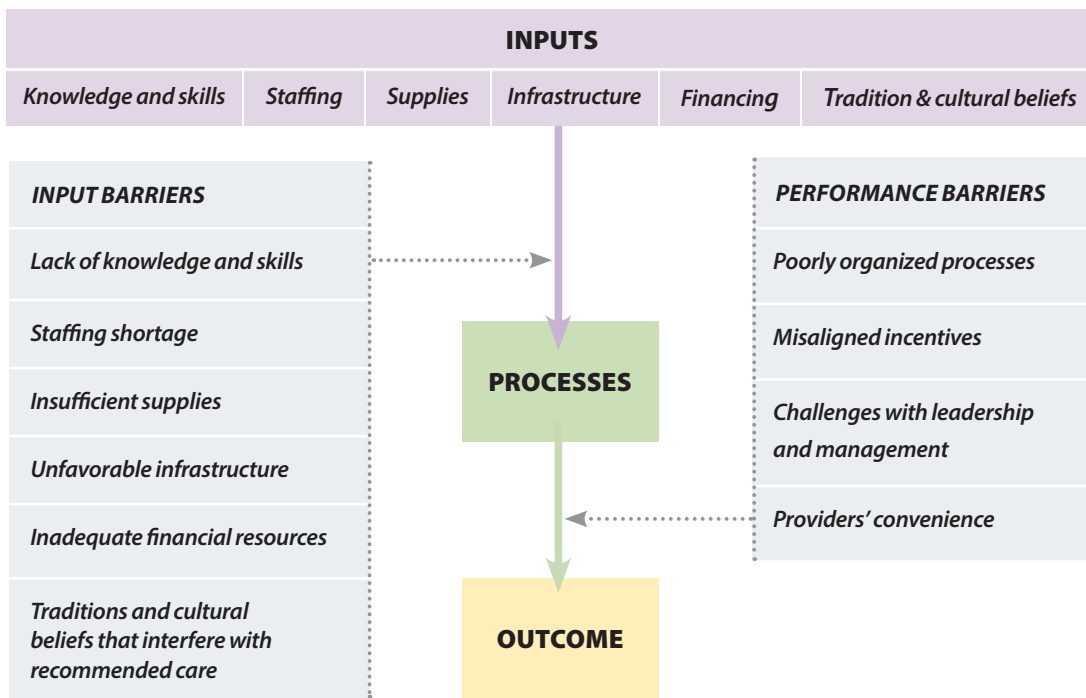 INPUTS
Knowledge and skills
Staffing
Supplies
Infrastructure
Financing
Tradition & cultural beliefs
INPUT BARRIERS
Lack of knowledge and skills
Staffing shortage
Insufficient supplies
Unfavorable infrastructure
Inadequate financial resources
Traditions and cultural
beliefs that interfere with
recommended care
PROCESSES
OUTCOME
PERFORMANCE BARRIERS
Poorly organized processes
Misaligned incentives
Challenges with leadership
and management
Providers’ convenience